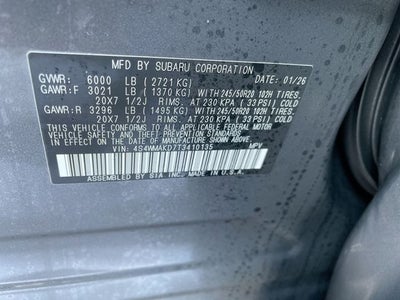 MFD BY SUBARU CORPORATION DATE: 01/26
GVWR: 6000 LB (2721 KG)
GAWR:F 3021 LB (1370 KG) WITH 245/50R20 102H TIRES,
20X7 1/2J RIMS, AT 230 KPA (33 PSI) COLD
GAWR:R 3296 LB (1495 KG) WITH 245/50R20 102H TIRES,
20X7 1/2J RIMS, AT 230 KPA (33 PSI) COLD
THIS VEHICLE CONFORMS TO ALL APPLICABLE FEDERAL MOTOR
VEHICLE SAFETY AND THEFT PREVENTION STANDARDS
IN EFFECT ON THE DATE OF MANUFACTURE SHOWN ABOVE.
VIN: 4S4WMAKD7T3410135 MPV
MANUFACTURED BY SIA INC. MADE IN U.S.A.